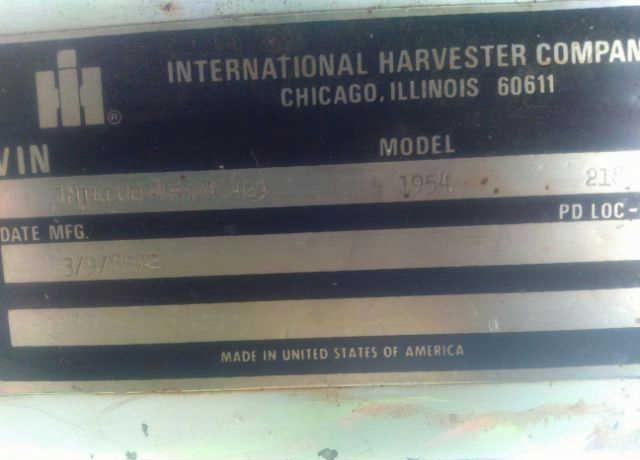 IH®
INTERNATIONAL HARVESTER COMPAN
CHICAGO, ILLINOIS 60611
VIN
MODEL
1954
PD LOC-
DATE MFG.
MADE IN UNITED STATES OF AMERICA